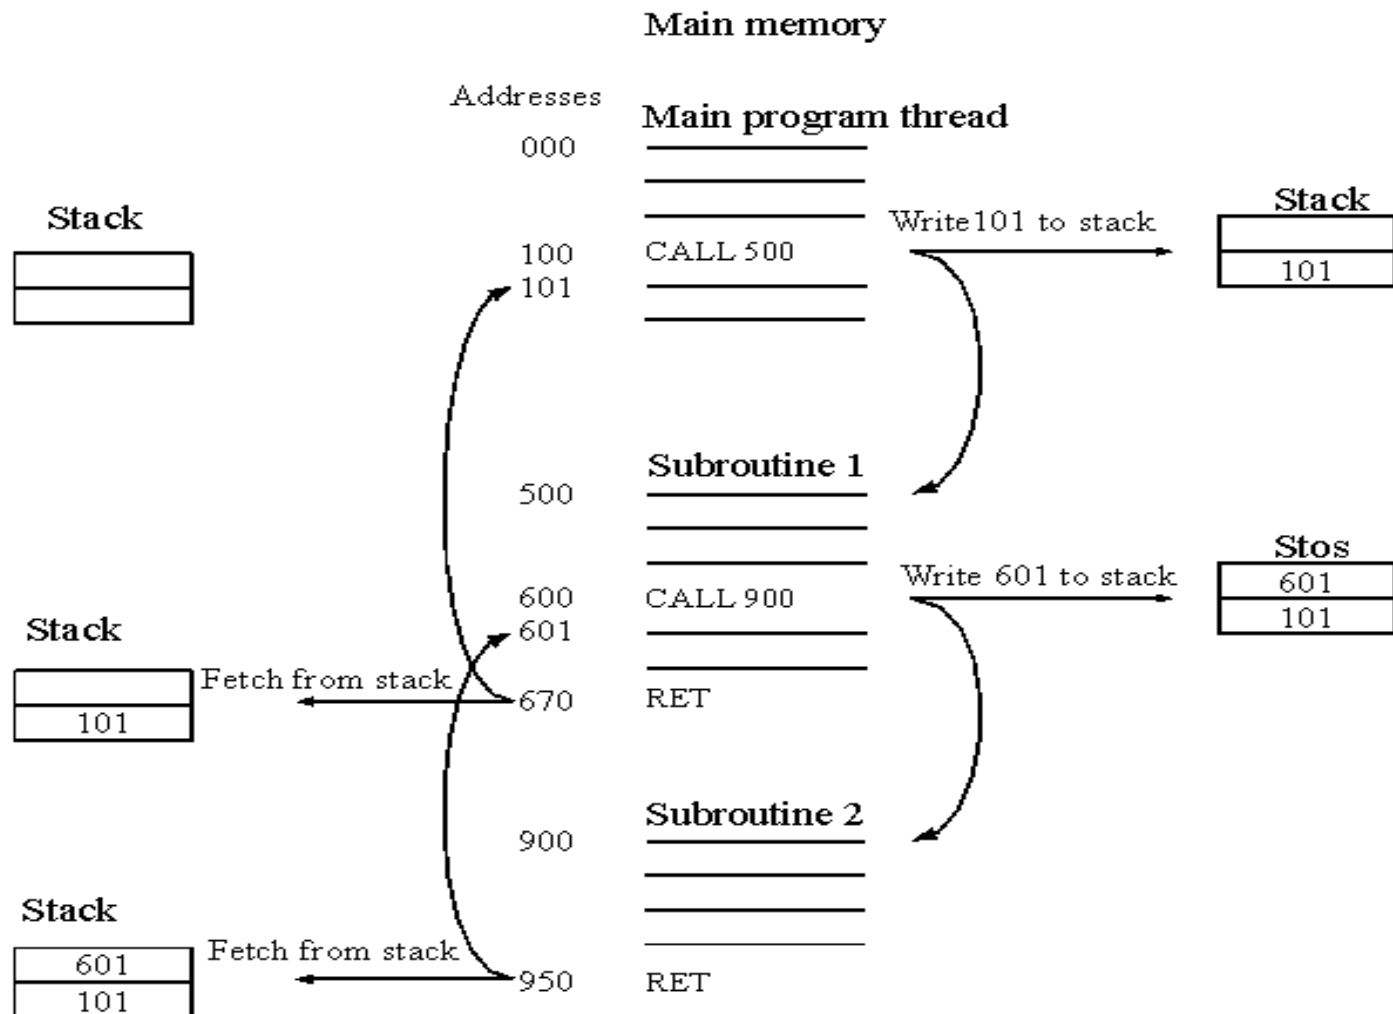 Main memory
Addresses
Main program thread
000
Stack
Stack
Write101 to stack
100
CALL 500
101
101
Subroutine 1
500
Stos
Write 601 to stack
601
600
CALL 900
101
Stack
601
Fetch from stack
670
RET
101
Subroutine 2
900
Stack
Fetch from stack
601
950
RET
101